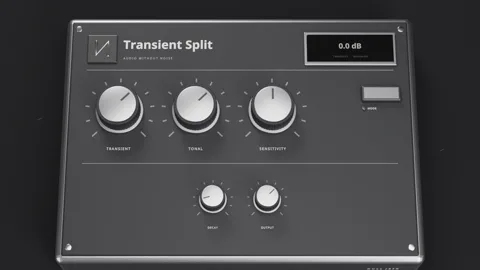 Transient Split
AUDIO WITHOUT NOISE
0.0 dB
TRANSIENT
TONAL
SENSITIVITY
DECAY
OUTPUT